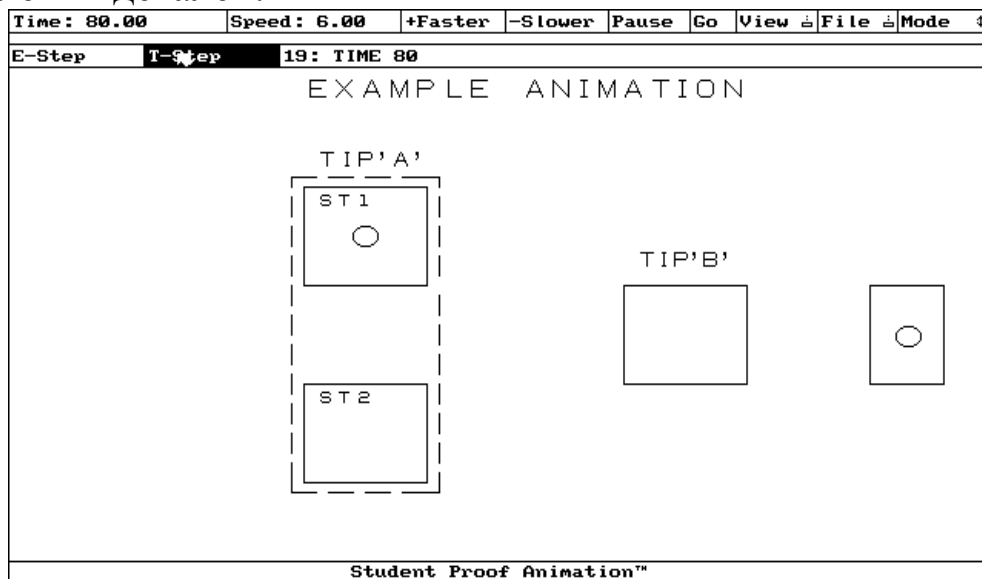 Time: 80.00 Speed: 6.00 +Faster -Slower Pause Go View File Mode
E-Step T-Step 19: TIME 80
EXAMPLE ANIMATION
TIP'A'
ST1
TIP'B'
ST2
Student Proof Animation™